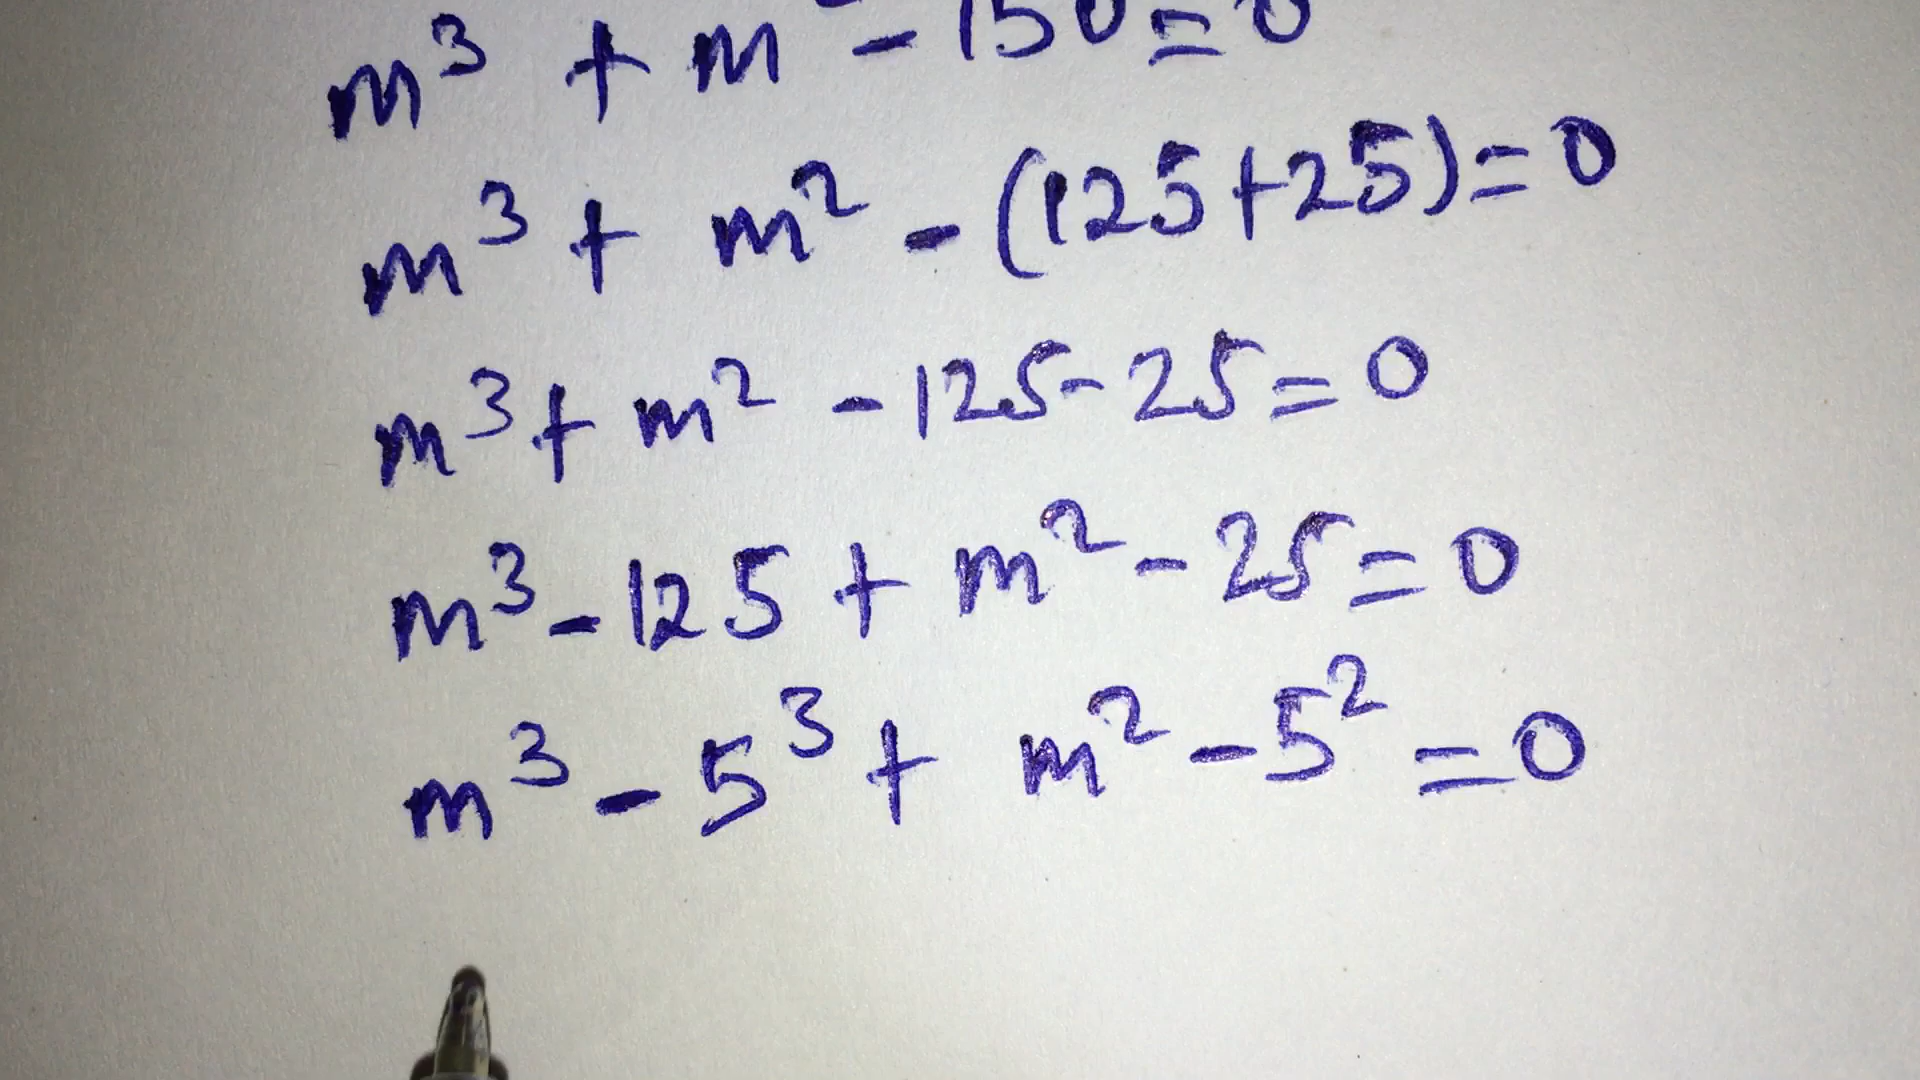 m³ + m² - 150 = 0
m³ + m² - (125+25) = 0
m³ + m² - 125 - 25 = 0
m³ - 125 + m² - 25 = 0
m³ - 5³ + m² - 5² = 0